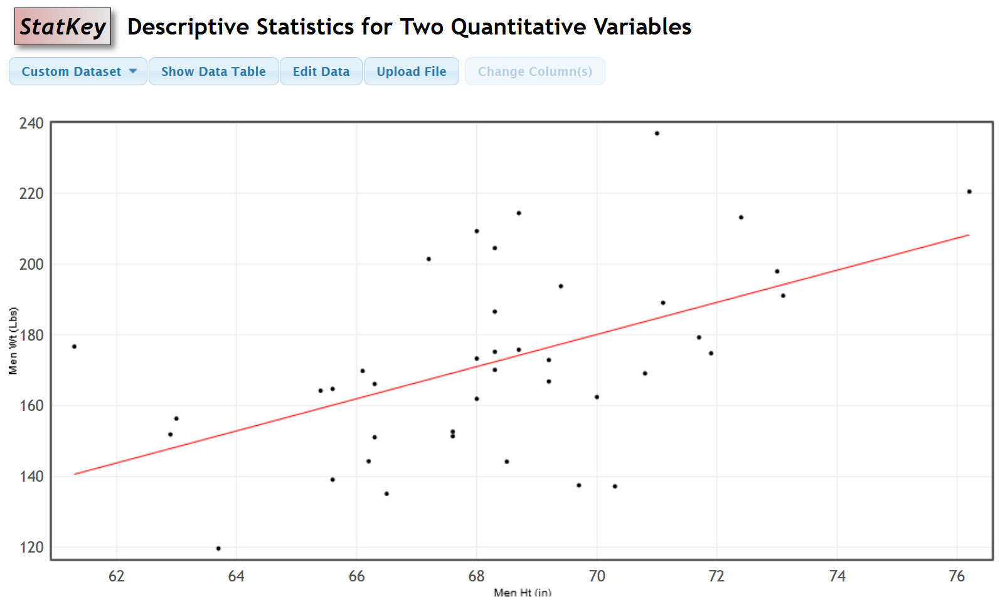 StatKey Descriptive Statistics for Two Quantitative Variables
Custom Dataset Show Data Table Edit Data Upload File Change Column(s)
240
220
200
180
160
140
120
Men Wt (Lbs)
62 64 66 68 70 72 74 76
Men Ht (in)